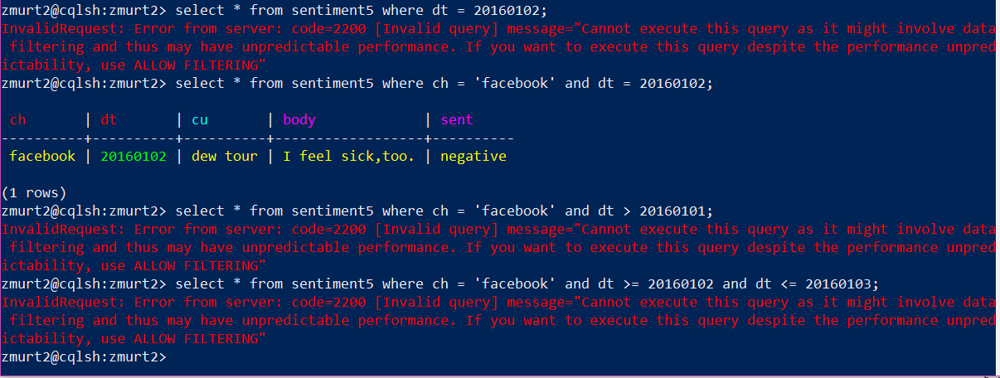 zmurt2@cqlsh:zmurt2> select * from sentiment5 where dt = 20160102;
InvalidRequest: Error from server: code=2200 [Invalid query] message="Cannot execute this query as it might involve data
 filtering and thus may have unpredictable performance. If you want to execute this query despite the performance unpred
ictability, use ALLOW FILTERING"
zmurt2@cqlsh:zmurt2> select * from sentiment5 where ch = 'facebook' and dt = 20160102;

 ch       | dt       | cu       | body             | sent
----------+----------+----------+------------------+----------
 facebook | 20160102 | dew tour | I feel sick,too. | negative

(1 rows)
zmurt2@cqlsh:zmurt2> select * from sentiment5 where ch = 'facebook' and dt > 20160101;
InvalidRequest: Error from server: code=2200 [Invalid query] message="Cannot execute this query as it might involve data
 filtering and thus may have unpredictable performance. If you want to execute this query despite the performance unpred
ictability, use ALLOW FILTERING"
zmurt2@cqlsh:zmurt2> select * from sentiment5 where ch = 'facebook' and dt >= 20160102 and dt <= 20160103;
InvalidRequest: Error from server: code=2200 [Invalid query] message="Cannot execute this query as it might involve data
 filtering and thus may have unpredictable performance. If you want to execute this query despite the performance unpred
ictability, use ALLOW FILTERING"
zmurt2@cqlsh:zmurt2>